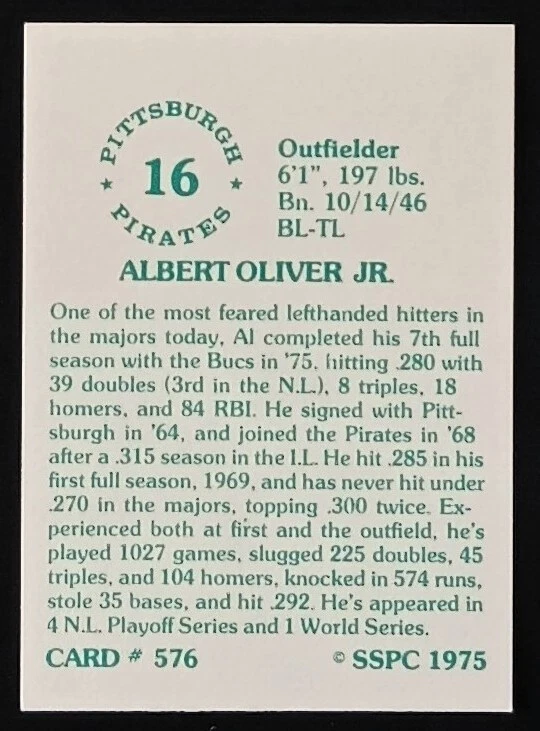 PITTSBURGH
16
PIRATES
Outfielder
6'1", 197 lbs.
Bn. 10/14/46
BL-TL
ALBERT OLIVER JR.
One of the most feared lefthanded hitters in
the majors today, Al completed his 7th full
season with the Bucs in '75. hitting .280 with
39 doubles (3rd in the N.L.), 8 triples, 18
homers, and 84 RBI. He signed with Pitt-
sburgh in '64, and joined the Pirates in '68
after a .315 season in the I.L. He hit .285 in his
first full season, 1969, and has never hit under
.270 in the majors, topping .300 twice. Ex-
perienced both at first and the outfield, he's
played 1027 games, slugged 225 doubles, 45
triples, and 104 homers, knocked in 574 runs,
stole 35 bases, and hit .292. He's appeared in
4 N.L. Playoff Series and 1 World Series.
CARD # 576 © SSPC 1975